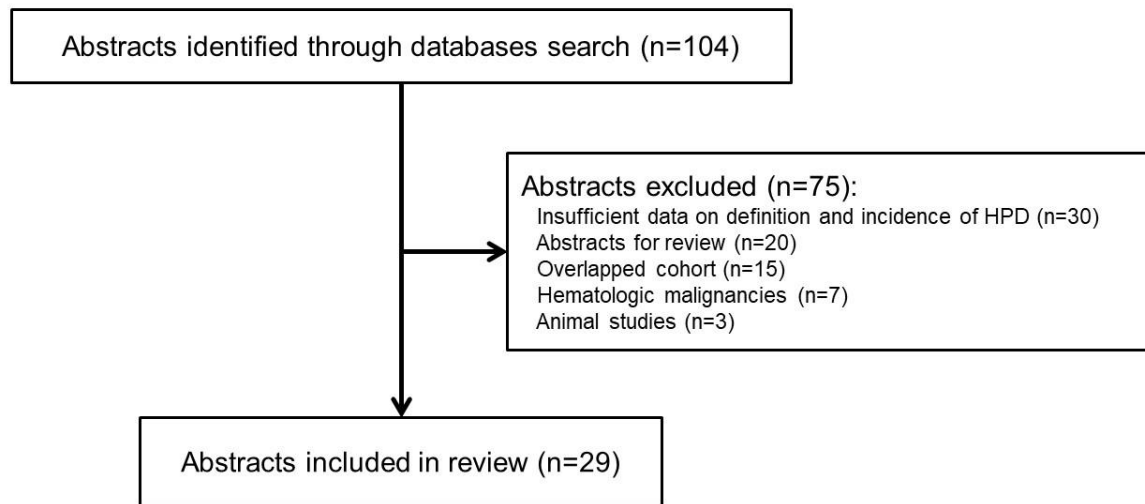 Abstracts identified through databases search (n=104)
Abstracts excluded (n=75):
Insufficient data on definition and incidence of HPD (n=30)
Abstracts for review (n=20)
Overlapped cohort (n=15)
Hematologic malignancies (n=7)
Animal studies (n=3)
Abstracts included in review (n=29)